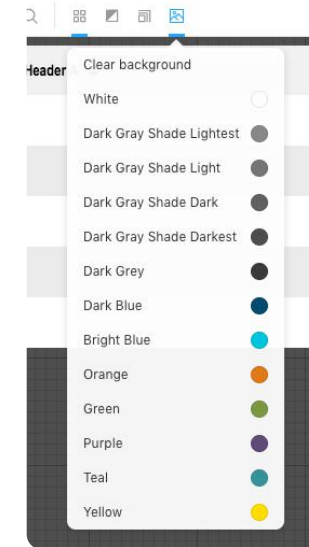 Header
Clear background
White
Dark Gray Shade Lightest
Dark Gray Shade Light
Dark Gray Shade Dark
Dark Gray Shade Darkest
Dark Grey
Dark Blue
Bright Blue
Orange
Green
Purple
Teal
Yellow